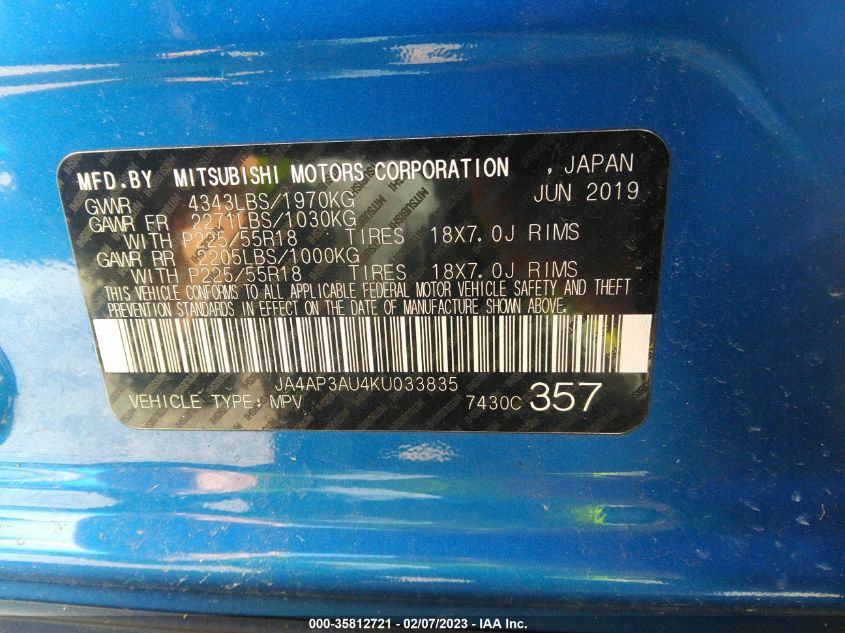 MFD.BY MITSUBISHI MOTORS CORPORATION , JAPAN
GVWR 4343LBS/1970KG JUN 2019
GAWR FR 2271LBS/1030KG
WITH P225/55R18 TIRES 18X7.0J RIMS
GAWR RR 2205LBS/1000KG
WITH P225/55R18 TIRES 18X7.0J RIMS
THIS VEHICLE CONFORMS TO ALL APPLICABLE FEDERAL MOTOR VEHICLE SAFETY AND THEFT
PREVENTION STANDARDS IN EFFECT ON THE DATE OF MANUFACTURE SHOWN ABOVE.
JA4AP3AU4KU033835
VEHICLE TYPE: MPV 7430C 357
000-35812721 - 02/07/2023 - IAA Inc.